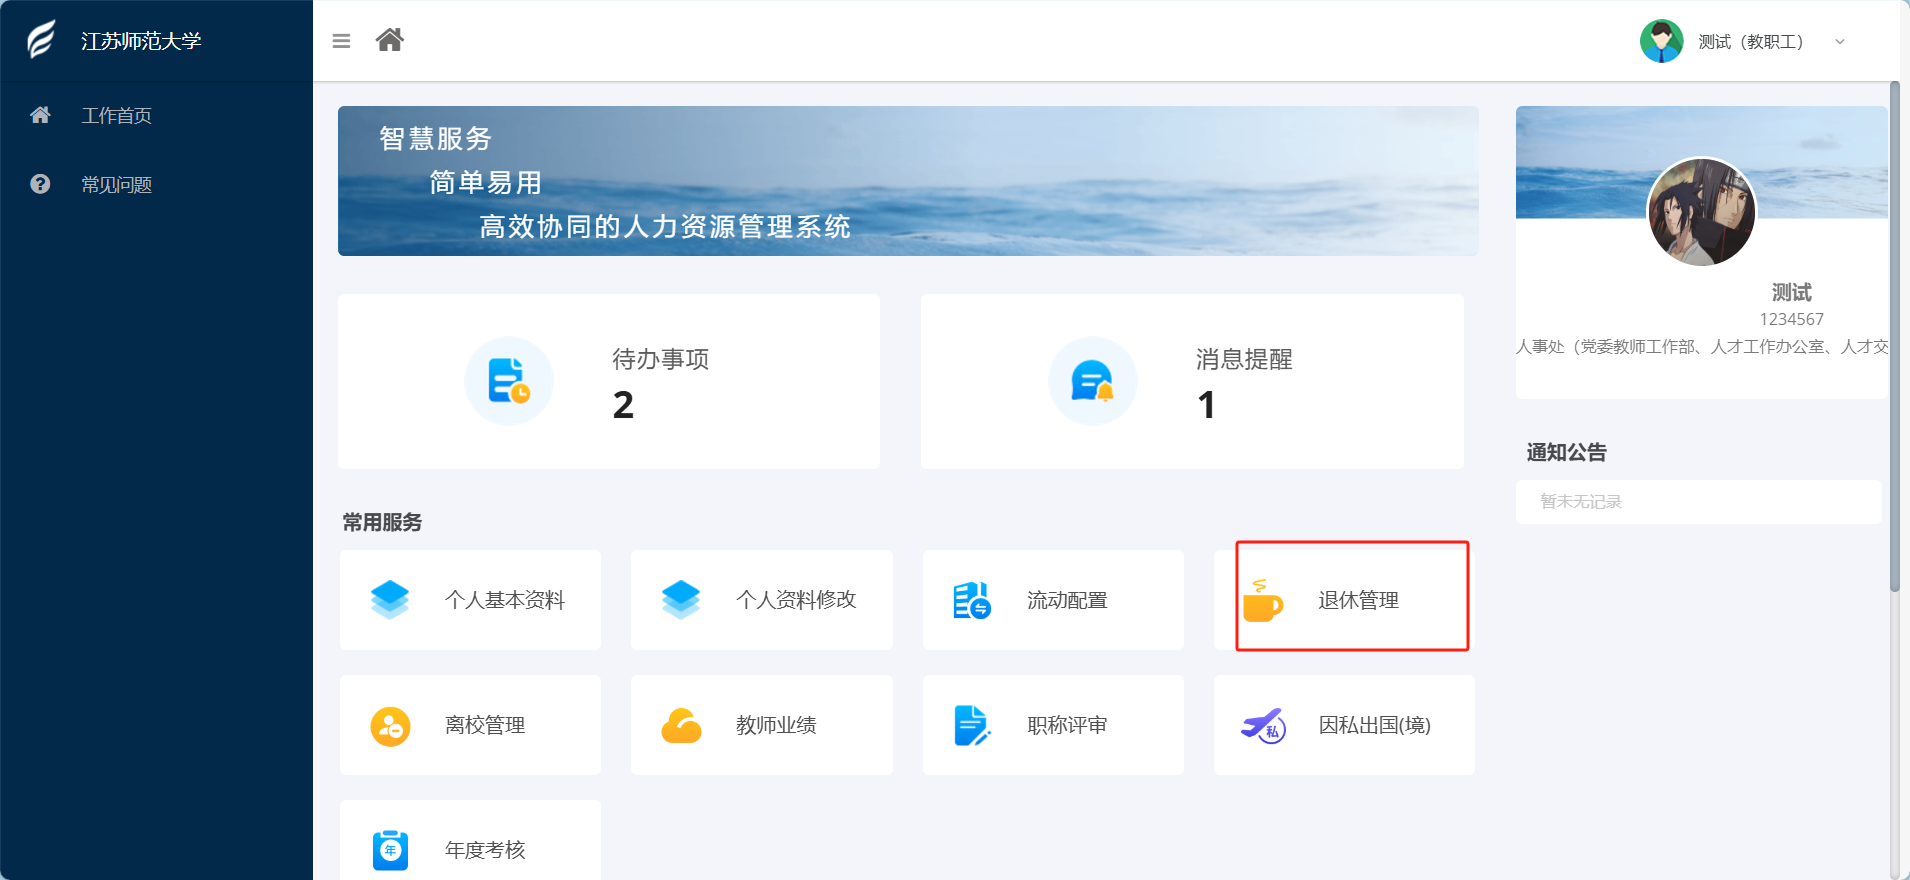 江苏师范大学
测试（教职工）
工作首页
常见问题
智慧服务
简单易用
高效协同的人力资源管理系统
待办事项
2
消息提醒
1
测试
1234567
人事处（党委教师工作部、人才工作办公室、人才交
通知公告
暂未无记录
常用服务
个人基本资料
个人资料修改
流动配置
退休管理
离校管理
教师业绩
职称评审
私
因私出国(境)
年
年度考核